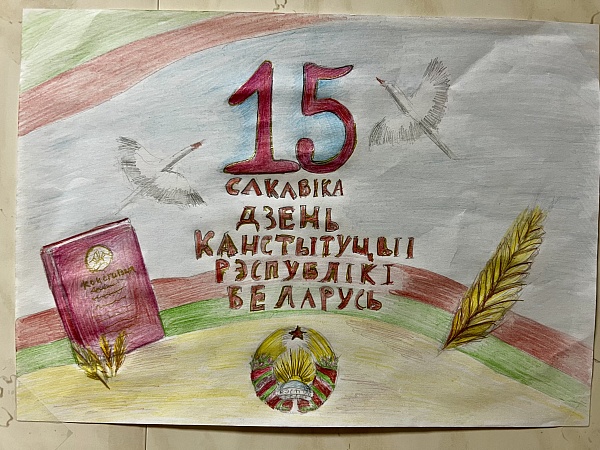 15
САКАВІКА
ДЗЕНЬ
КАНСТЫТУЦЫІ
РЭСПУБЛІКІ
БЕЛАРУСЬ